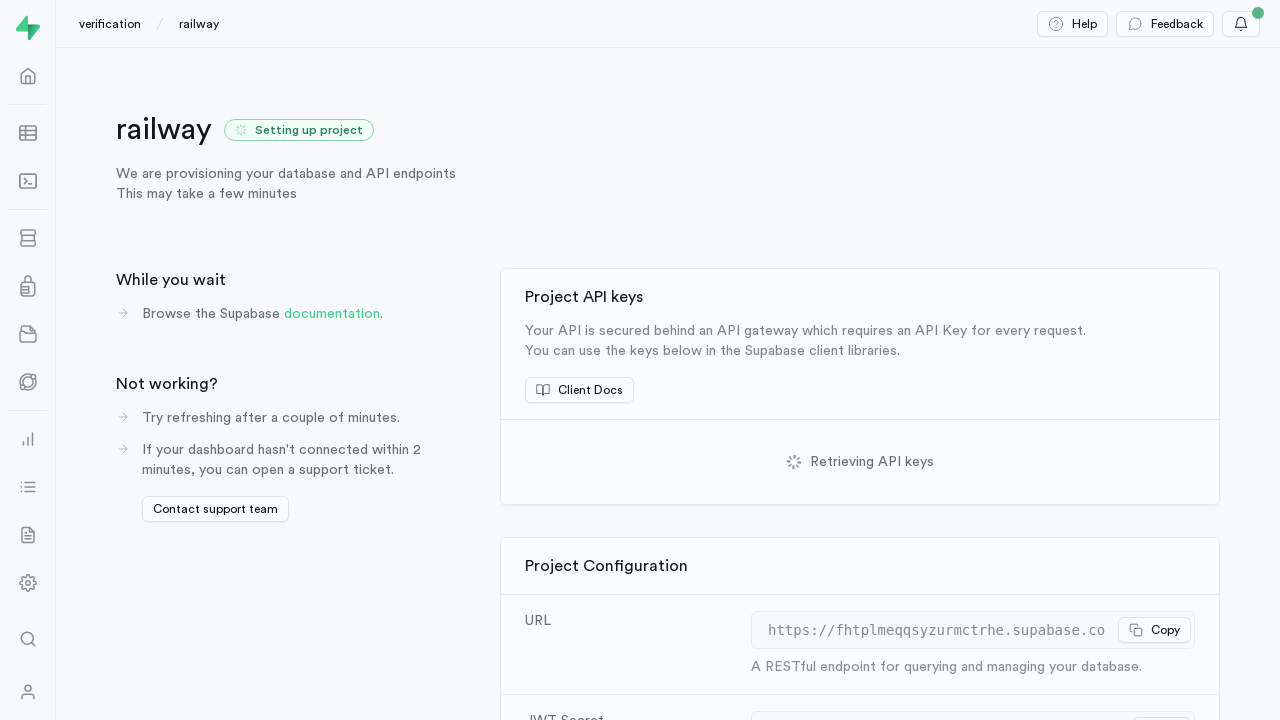 verification / railway
Help
Feedback
railway
Setting up project
We are provisioning your database and API endpoints
This may take a few minutes
While you wait
Browse the Supabase documentation.
Not working?
Try refreshing after a couple of minutes.
If your dashboard hasn't connected within 2
minutes, you can open a support ticket.
Contact support team
Project API keys
Your API is secured behind an API gateway which requires an API Key for every request.
You can use the keys below in the Supabase client libraries.
Client Docs
Retrieving API keys
Project Configuration
URL
https://fhtplmeqqsyzurmctrhe.supabase.co
Copy
A RESTful endpoint for querying and managing your database.
JWT Secret